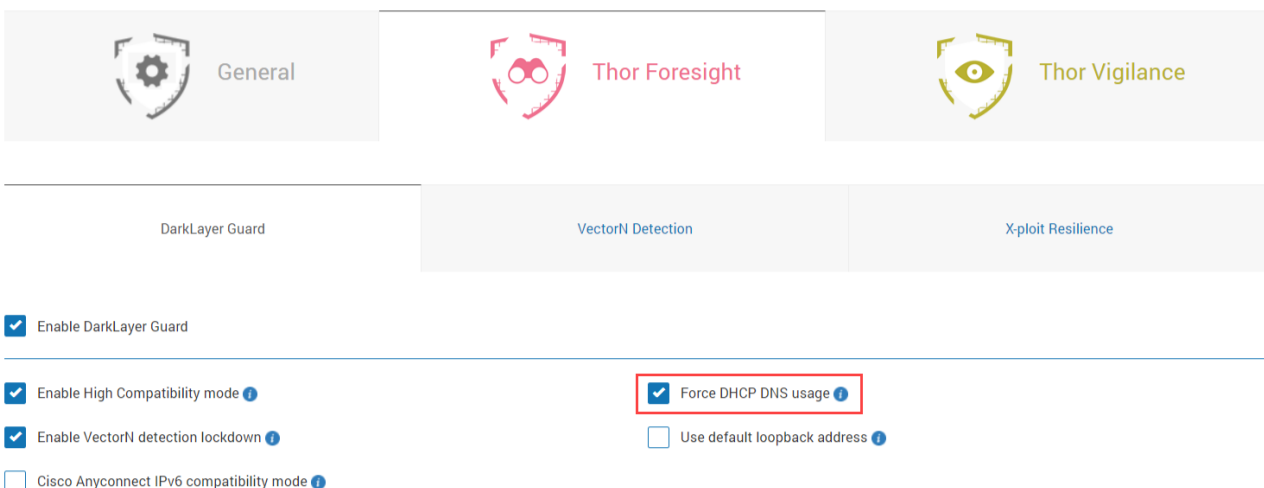 General
Thor Foresight
Thor Vigilance
DarkLayer Guard
VectorN Detection
X-ploit Resilience
Enable DarkLayer Guard
Enable High Compatibility mode
Force DHCP DNS usage
Enable VectorN detection lockdown
Use default loopback address
Cisco Anyconnect IPv6 compatibility mode